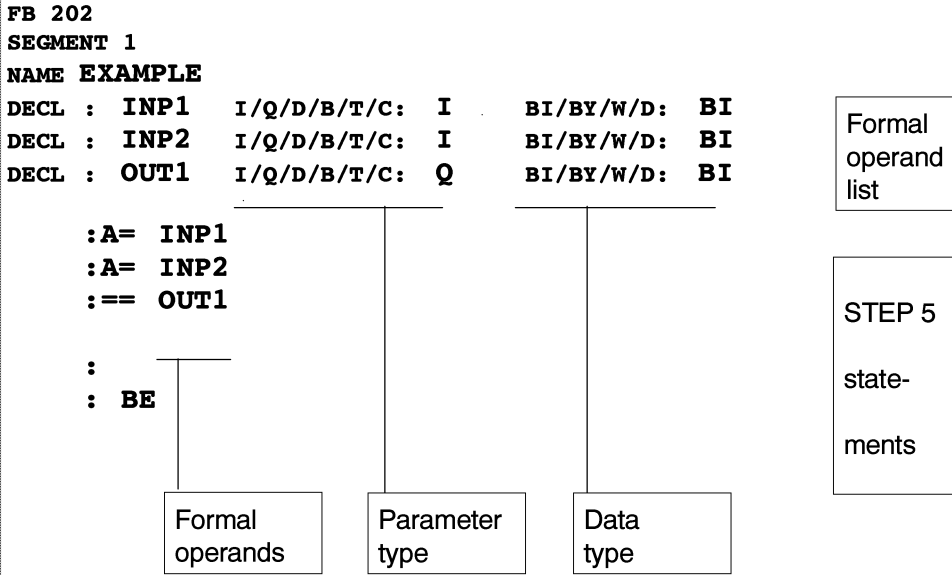 FB 202
SEGMENT 1
NAME EXAMPLE
DECL : INP1 I/Q/D/B/T/C: I BI/BY/W/D: BI
DECL : INP2 I/Q/D/B/T/C: I BI/BY/W/D: BI
DECL : OUT1 I/Q/D/B/T/C: Q BI/BY/W/D: BI
Formal
operand
list
:A= INP1
:A= INP2
:== OUT1
:
: BE
STEP 5
state-
ments
Formal
operands
Parameter
type
Data
type